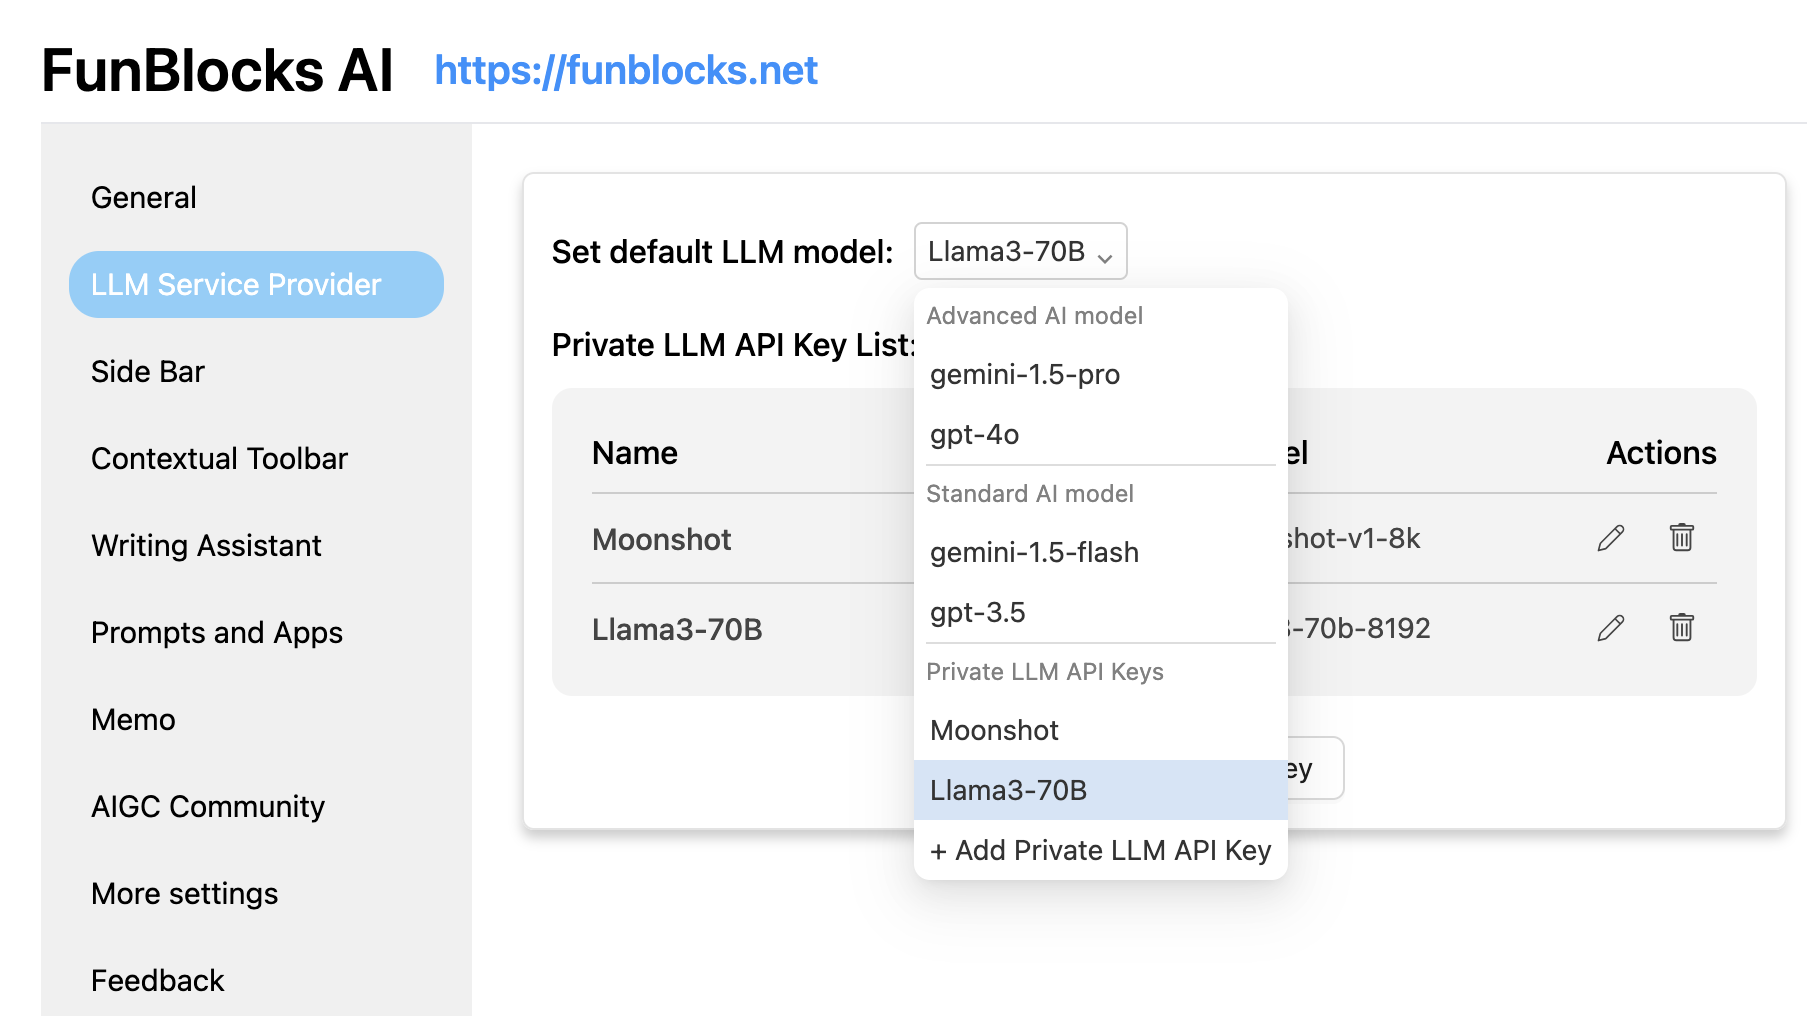 FunBlocks AI https://funblocks.net
General
LLM Service Provider
Side Bar
Contextual Toolbar
Writing Assistant
Prompts and Apps
Memo
AIGC Community
More settings
Feedback
Set default LLM model: Llama3-70B
Private LLM API Key List:
Name Actions
Moonshot shot-v1-8k
Llama3-70B -70b-8192
Advanced AI model
gemini-1.5-pro
gpt-4o
Standard AI model
gemini-1.5-flash
gpt-3.5
Private LLM API Keys
Moonshot
Llama3-70B
+ Add Private LLM API Key